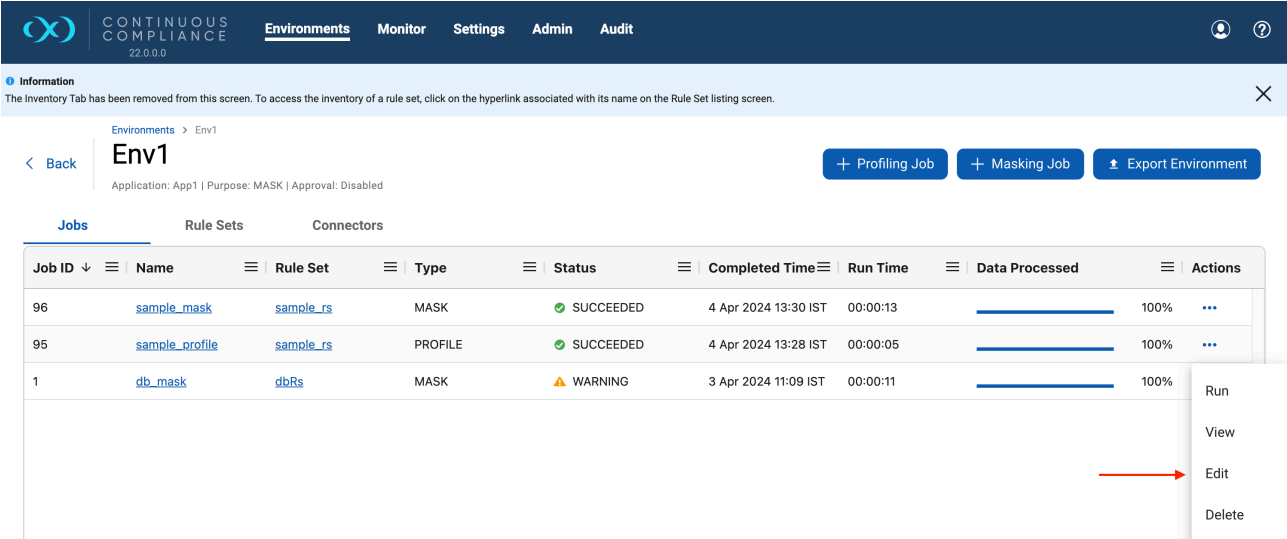 CONTINUOUS
COMPLIANCE
22.0.0.0
Environments Monitor Settings Admin Audit
Information
The Inventory Tab has been removed from this screen. To access the inventory of a rule set, click on the hyperlink associated with its name on the Rule Set listing screen.
Environments > Env1
Back
Env1
Application: App1 | Purpose: MASK | Approval: Disabled
+ Profiling Job + Masking Job Export Environment
Jobs Rule Sets Connectors
Job ID Name Rule Set Type Status Completed Time Run Time Data Processed Actions
96 sample_mask sample_rs MASK SUCCEEDED 4 Apr 2024 13:30 IST 00:00:13 100% •••
95 sample_profile sample_rs PROFILE SUCCEEDED 4 Apr 2024 13:28 IST 00:00:05 100% •••
1 db_mask dbRs MASK WARNING 3 Apr 2024 11:09 IST 00:00:11 100%
Run
View
Edit
Delete